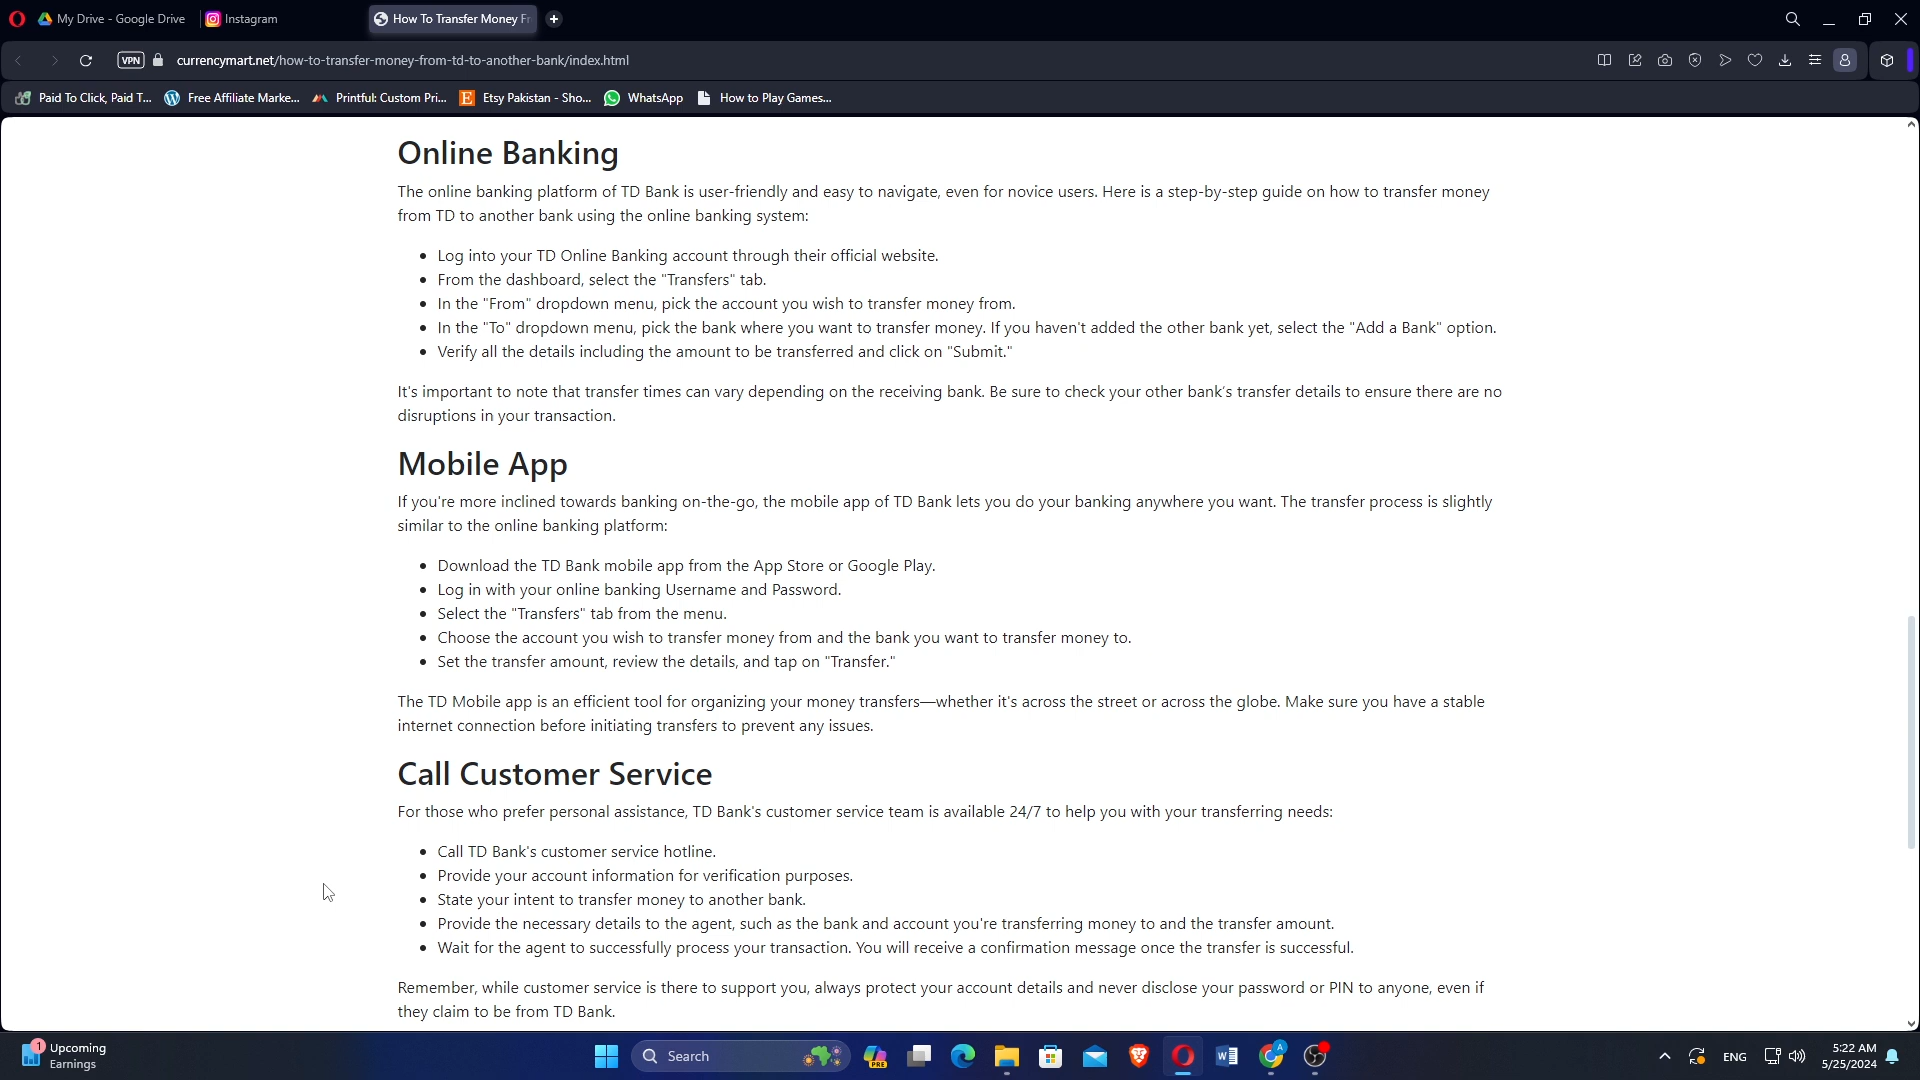 My Drive - Google Drive
Instagram
How To Transfer Money Fr
VPN
currencymart.net/how-to-transfer-money-from-td-to-another-bank/index.html
Paid To Click, Paid T...
Free Affiliate Marke...
Printful: Custom Pri...
Etsy Pakistan - Sho...
WhatsApp
How to Play Games...
Online Banking
The online banking platform of TD Bank is user-friendly and easy to navigate, even for novice users. Here is a step-by-step guide on how to transfer money
from TD to another bank using the online banking system:
Log into your TD Online Banking account through their official website.
From the dashboard, select the "Transfers" tab.
In the "From" dropdown menu, pick the account you wish to transfer money from.
In the "To" dropdown menu, pick the bank where you want to transfer money. If you haven't added the other bank yet, select the "Add a Bank" option.
Verify all the details including the amount to be transferred and click on "Submit."
It's important to note that transfer times can vary depending on the receiving bank. Be sure to check your other bank's transfer details to ensure there are no
disruptions in your transaction.
Mobile App
If you're more inclined towards banking on-the-go, the mobile app of TD Bank lets you do your banking anywhere you want. The transfer process is slightly
similar to the online banking platform:
Download the TD Bank mobile app from the App Store or Google Play.
Log in with your online banking Username and Password.
Select the "Transfers" tab from the menu.
Choose the account you wish to transfer money from and the bank you want to transfer money to.
Set the transfer amount, review the details, and tap on "Transfer."
The TD Mobile app is an efficient tool for organizing your money transfers—whether it's across the street or across the globe. Make sure you have a stable
internet connection before initiating transfers to prevent any issues.
Call Customer Service
For those who prefer personal assistance, TD Bank's customer service team is available 24/7 to help you with your transferring needs:
Call TD Bank's customer service hotline.
Provide your account information for verification purposes.
State your intent to transfer money to another bank.
Provide the necessary details to the agent, such as the bank and account you're transferring money to and the transfer amount.
Wait for the agent to successfully process your transaction. You will receive a confirmation message once the transfer is successful.
Remember, while customer service is there to support you, always protect your account details and never disclose your password or PIN to anyone, even if
they claim to be from TD Bank.
1
Upcoming
Earnings
Search
PRE
A
ENG
5:22 AM
5/25/2024